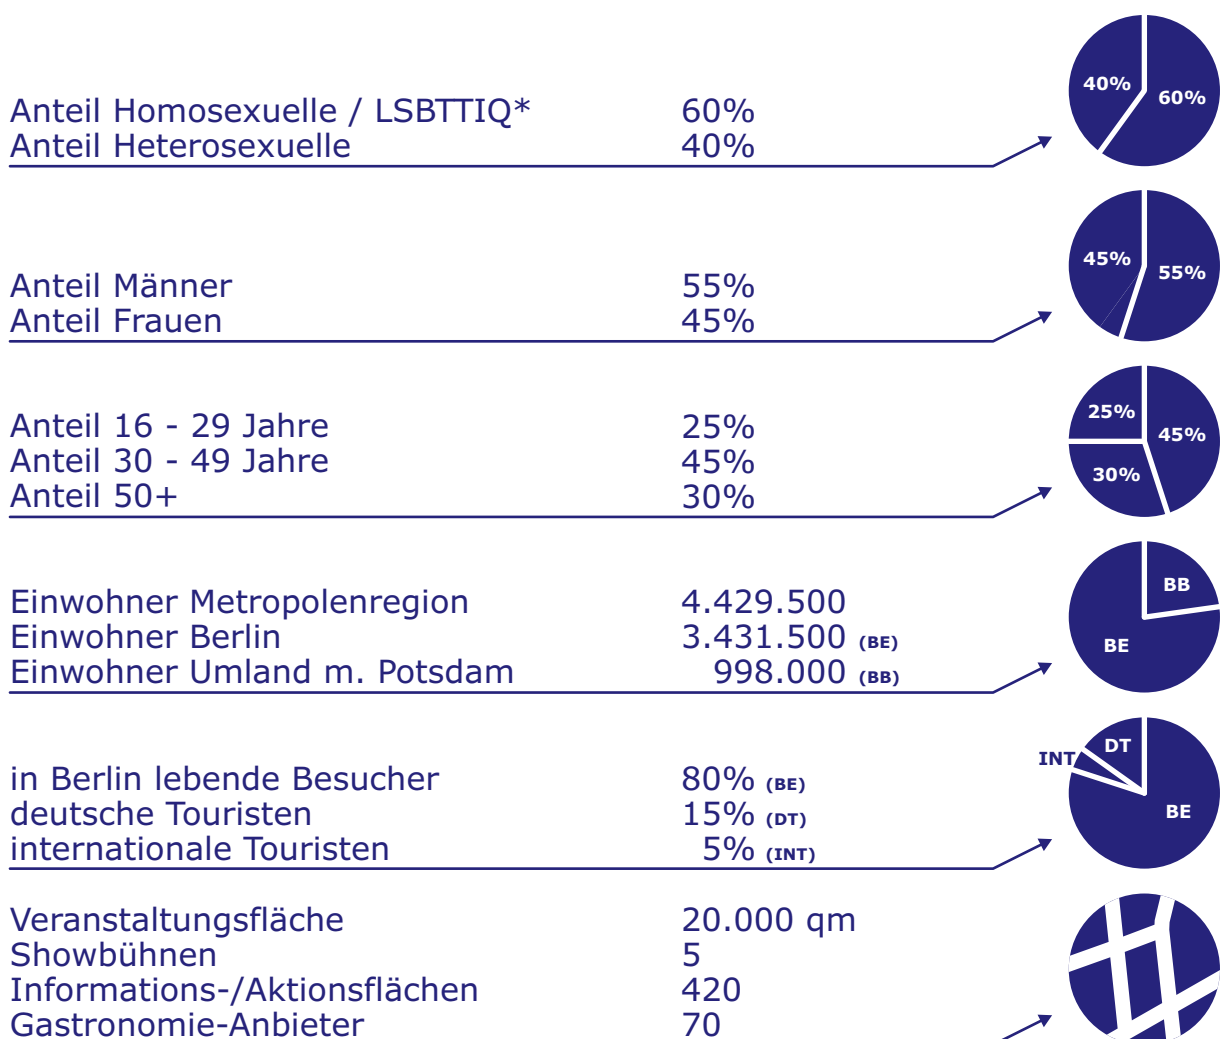 Anteil Homosexuelle / LSBTTIQ* 60%
Anteil Heterosexuelle 40%
40% 60%
Anteil Männer 55%
Anteil Frauen 45%
45% 55%
Anteil 16 - 29 Jahre 25%
Anteil 30 - 49 Jahre 45%
Anteil 50+ 30%
25% 45%
30%
Einwohner Metropolenregion 4.429.500
Einwohner Berlin 3.431.500 (BE)
Einwohner Umland m. Potsdam 998.000 (BB)
BB
BE
in Berlin lebende Besucher 80% (BE)
deutsche Touristen 15% (DT)
internationale Touristen 5% (INT)
INT DT
BE
Veranstaltungsfläche 20.000 qm
Showbühnen 5
Informations-/Aktionsflächen 420
Gastronomie-Anbieter 70